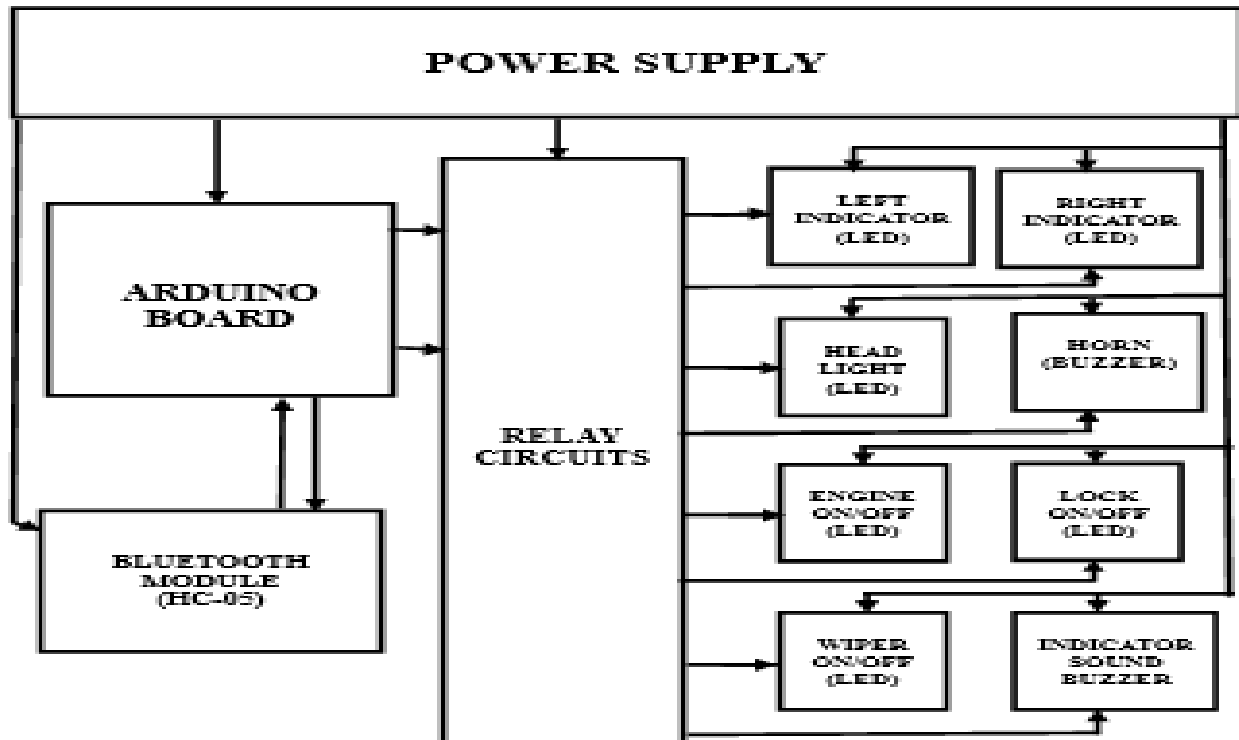 POWER SUPPLY
ARDUINO
BOARD
BLUETOOTH
MODULE
(HC-05)
RELAY
CIRCUITS
LEFT
INDICATOR
(LED)
RIGHT
INDICATOR
(LED)
HEAD
LIGHT
(LED)
HORN
(BUZZER)
ENGINE
ON/OFF
(LED)
LOCK
ON/OFF
(LED)
WIPER
ON/OFF
(LED)
INDICATOR
SOUND
BUZZER